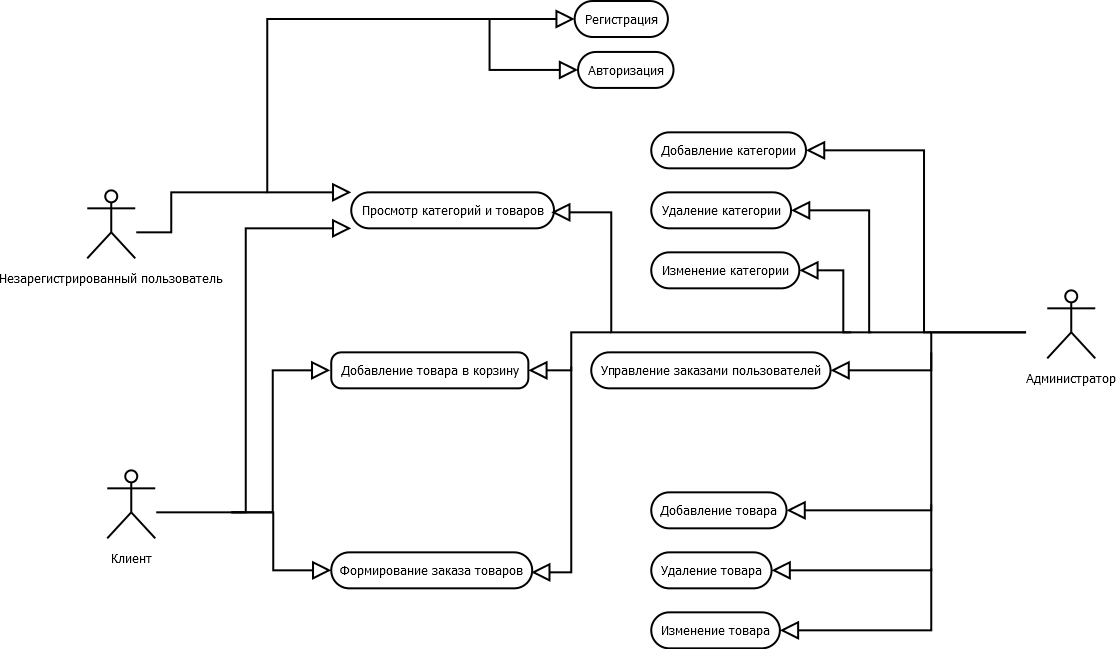 Регистрация
Авторизация
Добавление категории
Просмотр категорий и товаров
Удаление категории
Изменение категории
Незарегистрированный пользователь
Добавление товара в корзину
Управление заказами пользователей
Администратор
Добавление товара
Клиент
Формирование заказа товаров
Удаление товара
Изменение товара